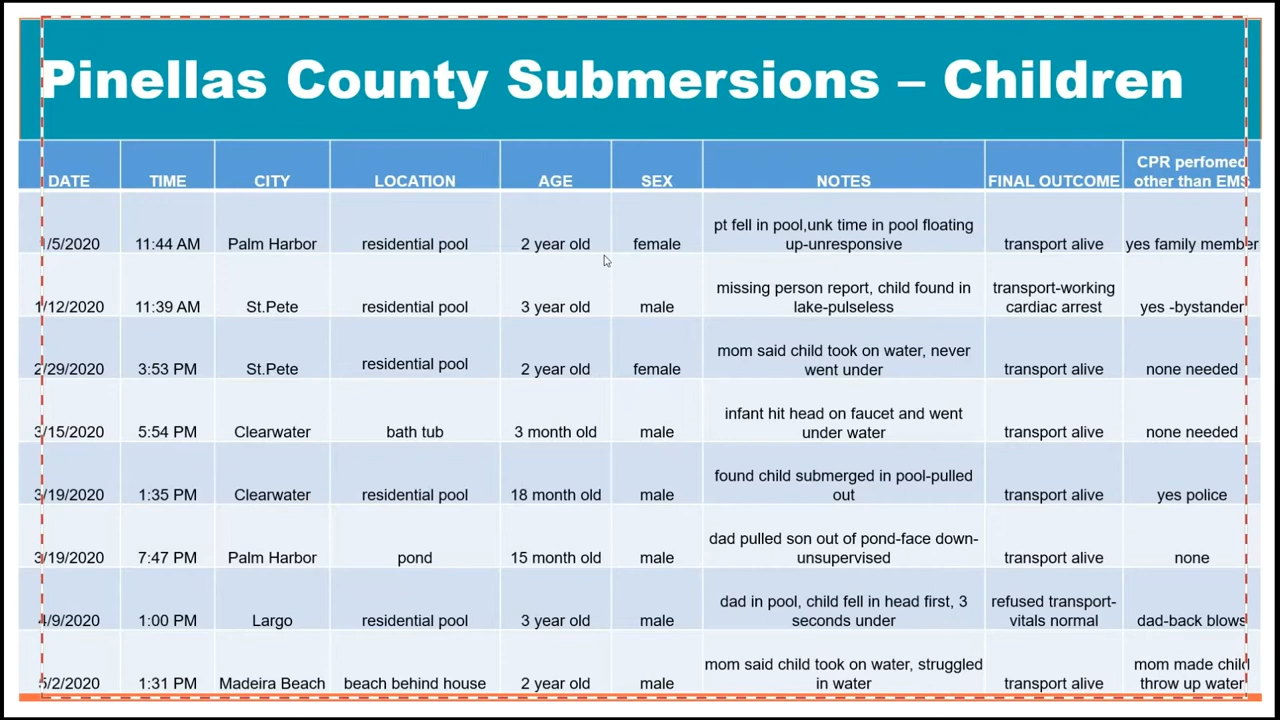 Pinellas County Submersions – Children
DATE TIME CITY LOCATION AGE SEX NOTES FINAL OUTCOME CPR perfomed other than EMS
1/5/2020 11:44 AM Palm Harbor residential pool 2 year old female pt fell in pool,unk time in pool floating up-unresponsive transport alive yes family member
1/12/2020 11:39 AM St.Pete residential pool 3 year old male missing person report, child found in lake-pulseless transport-working cardiac arrest yes -bystander
2/29/2020 3:53 PM St.Pete residential pool 2 year old female mom said child took on water, never went under transport alive none needed
3/15/2020 5:54 PM Clearwater bath tub 3 month old male infant hit head on faucet and went under water transport alive none needed
3/19/2020 1:35 PM Clearwater residential pool 18 month old male found child submerged in pool-pulled out transport alive yes police
3/19/2020 7:47 PM Palm Harbor pond 15 month old male dad pulled son out of pond-face down-unsupervised transport alive none
4/9/2020 1:00 PM Largo residential pool 3 year old male dad in pool, child fell in head first, 3 seconds under refused transport-vitals normal dad-back blows
5/2/2020 1:31 PM Madeira Beach beach behind house 2 year old male mom said child took on water, struggled in water transport alive mom made child throw up water